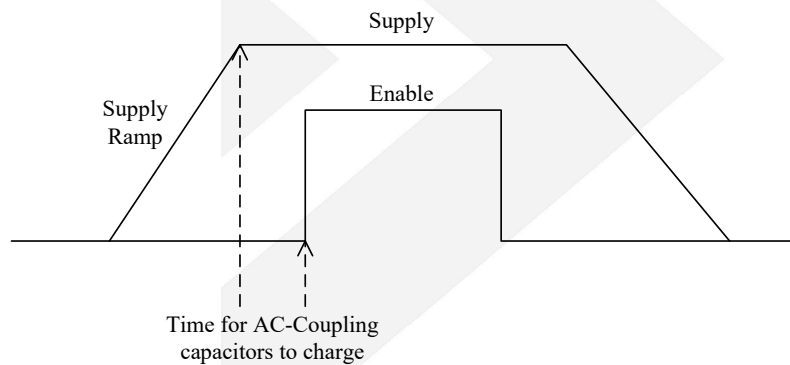 Supply
Enable
Supply
Ramp
Time for AC-Coupling
capacitors to charge